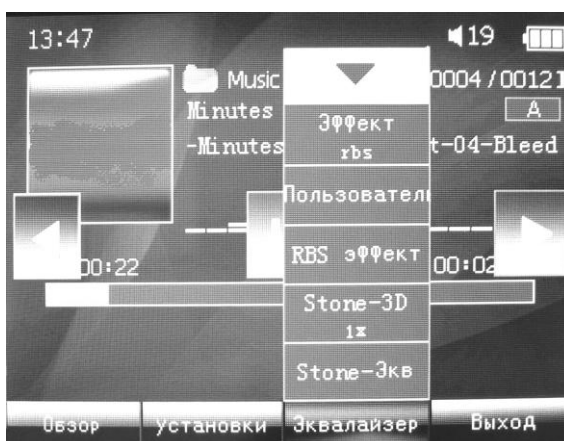 13:47
19
Music
0004/00121
Minutes
A
-Minutes
t-04-Bleed
Эффект
rbs
Пользовател
RBS эффект
00:22
00:02
Stone-3D
1x
Stone-Экв
Обзор
Установки
Эквалайзер
Выход